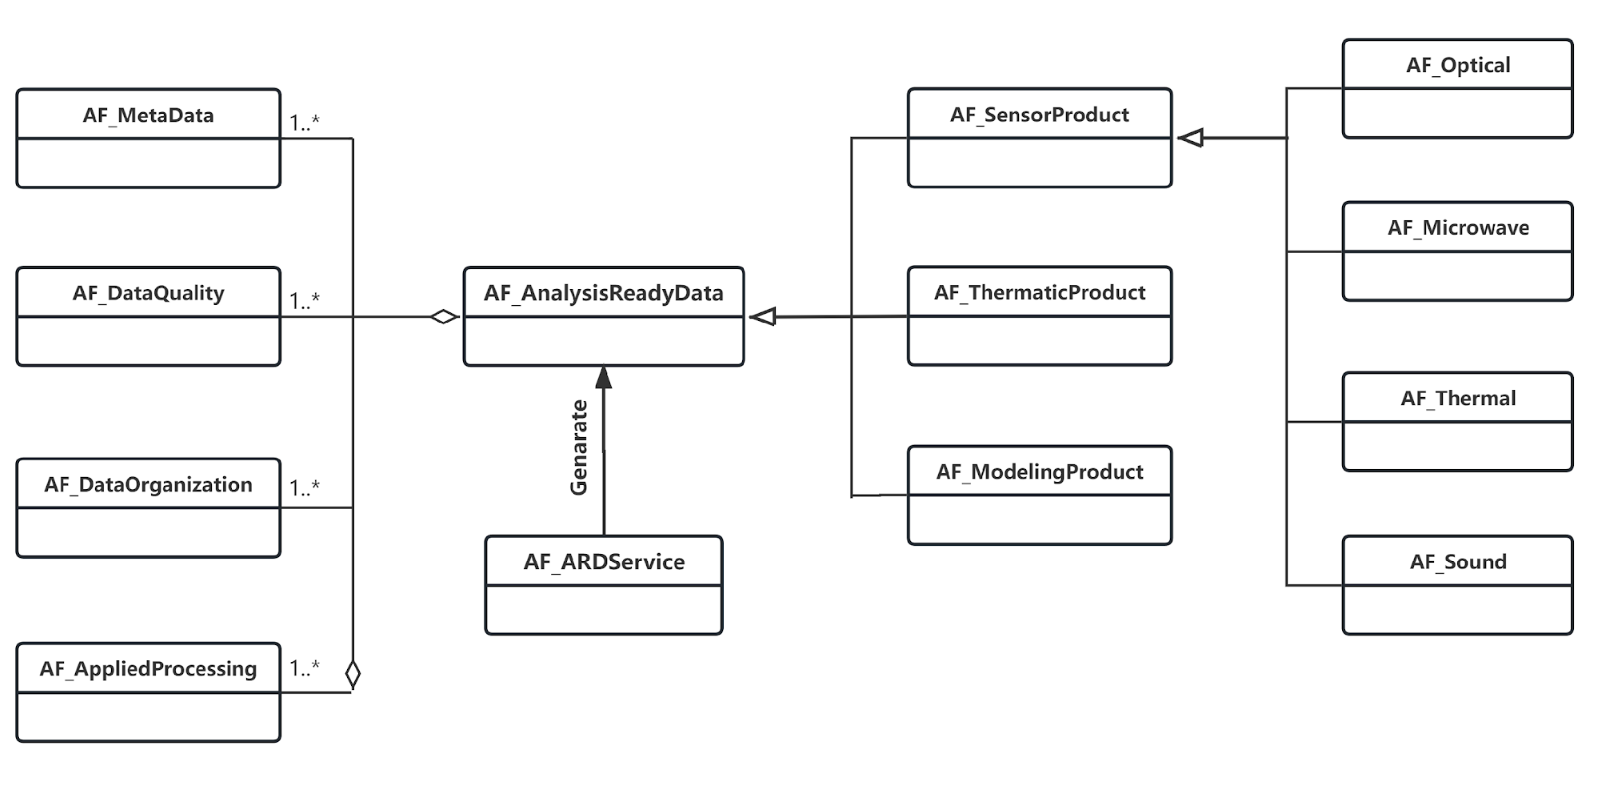 AF_MetaData
1..*
AF_DataQuality
1..*
AF_DataOrganization
1..*
AF_AppliedProcessing
1..*
AF_AnalysisReadyData
Genarate
AF_ARDService
AF_SensorProduct
AF_ThermaticProduct
AF_ModelingProduct
AF_Optical
AF_Microwave
AF_Thermal
AF_Sound